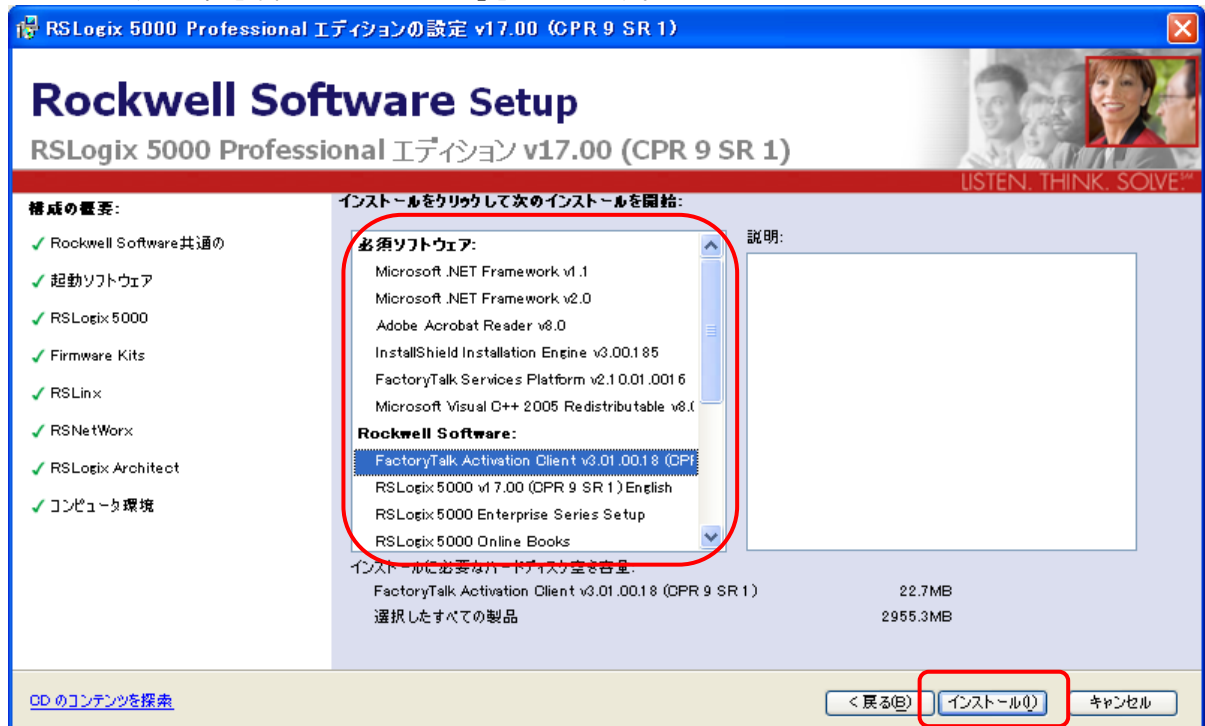 RSLogix 5000 Professional エディションの設定 v17.00 (CPR 9 SR 1)
Rockwell Software Setup
RSLogix 5000 Professional エディション v17.00 (CPR 9 SR 1)
LISTEN. THINK. SOLVE.℠
構成の概要:
✓ Rockwell Software共通の
✓ 起動ソフトウェア
✓ RSLogix 5000
✓ Firmware Kits
✓ RSLinx
✓ RSNetWorx
✓ RSLogix Architect
✓ コンピュータ環境
インストールをクリックして次のインストールを開始:
必須ソフトウェア:
Microsoft .NET Framework v1.1
Microsoft .NET Framework v2.0
Adobe Acrobat Reader v8.0
InstallShield Installation Engine v3.00.185
FactoryTalk Services Platform v2.10.01.0016
Microsoft Visual C++ 2005 Redistributable v8.(
Rockwell Software:
FactoryTalk Activation Client v3.01.00.18 (CPF
RSLogix 5000 v17.00 (CPR 9 SR 1) English
RSLogix 5000 Enterprise Series Setup
RSLogix 5000 Online Books
説明:
インストールに必要なハードディスク空き容量:
FactoryTalk Activation Client v3.01.00.18 (CPR 9 SR 1) 22.7MB
選択したすべての製品 2955.3MB
CD のコンテンツを探索
< 戻る(B) インストール(I) キャンセル